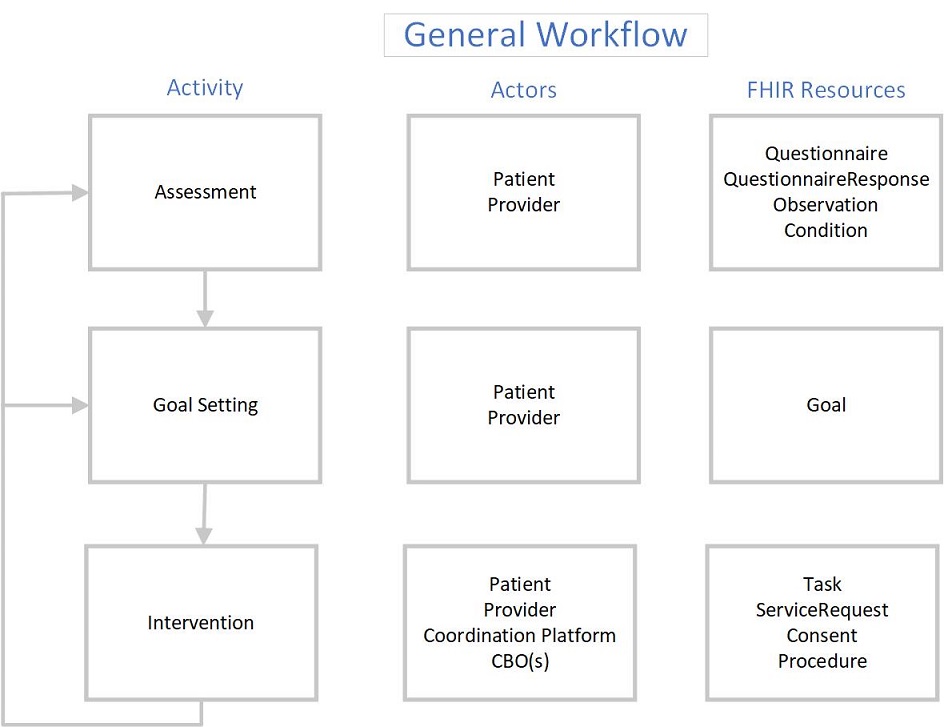 General Workflow
Activity
Actors
FHIR Resources
Assessment
Patient
Provider
Questionnaire
QuestionnaireResponse
Observation
Condition
Goal Setting
Patient
Provider
Goal
Intervention
Patient
Provider
Coordination Platform
CBO(s)
Task
ServiceRequest
Consent
Procedure